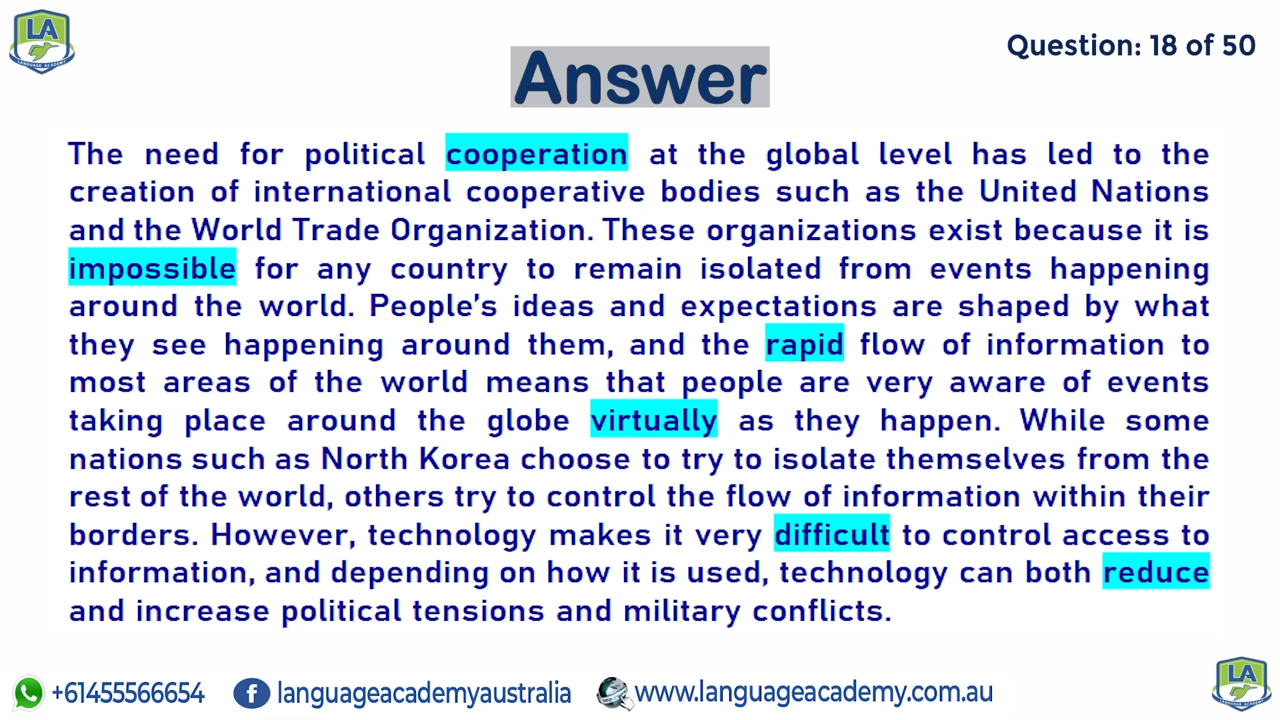 LA
LANGUAGE ACADEMY
Question: 18 of 50
Answer
The need for political cooperation at the global level has led to the
creation of international cooperative bodies such as the United Nations
and the World Trade Organization. These organizations exist because it is
impossible for any country to remain isolated from events happening
around the world. People's ideas and expectations are shaped by what
they see happening around them, and the rapid flow of information to
most areas of the world means that people are very aware of events
taking place around the globe virtually as they happen. While some
nations such as North Korea choose to try to isolate themselves from the
rest of the world, others try to control the flow of information within their
borders. However, technology makes it very difficult to control access to
information, and depending on how it is used, technology can both reduce
and increase political tensions and military conflicts.
+61455566654 languageacademyaustralia www.languageacademy.com.au
LA
LANGUAGE ACADEMY